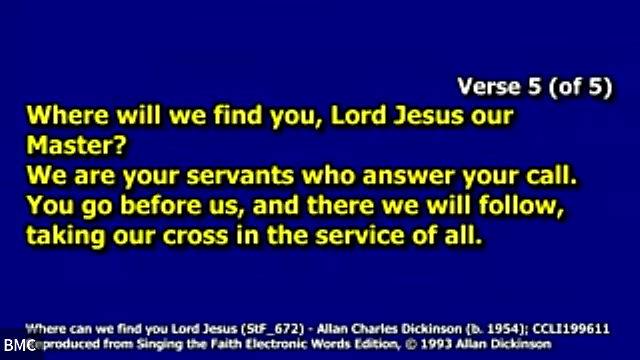 Verse 5 (of 5)
Where will we find you, Lord Jesus our
Master?
We are your servants who answer your call.
You go before us, and there we will follow,
taking our cross in the service of all.
Where can we find you Lord Jesus (StF_672) - Allan Charles Dickinson (b. 1954); CCLI199611
BMC eproduced from Singing the Faith Electronic Words Edition, © 1993 Allan Dickinson